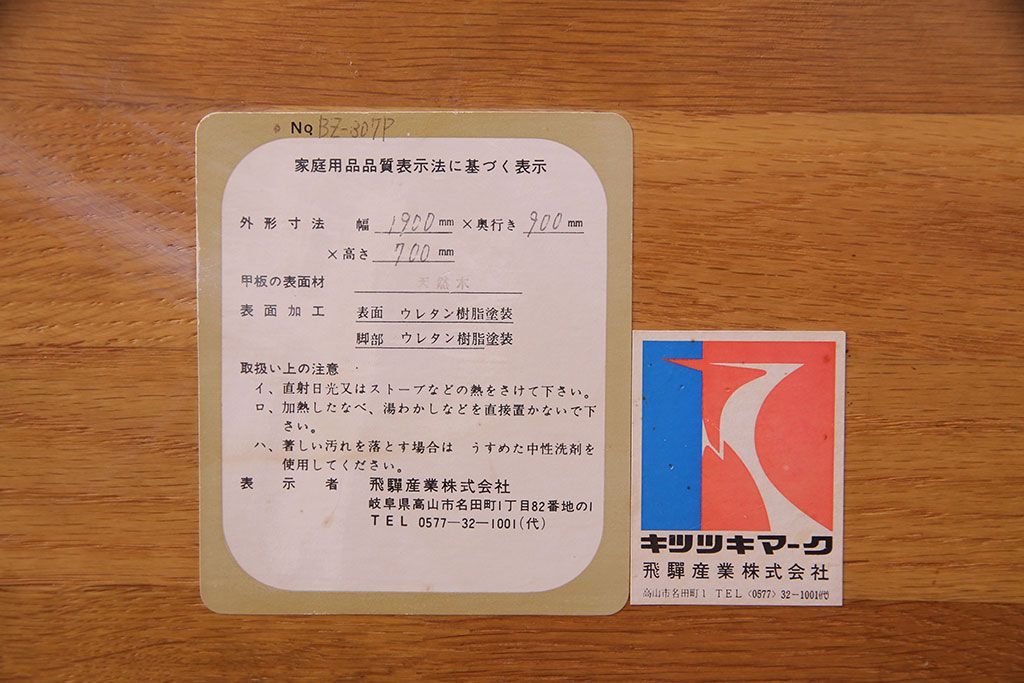 No. BZ-307P
家庭用品品質表示法に基づく表示
外形寸法 幅 1900 mm × 奥行き 900 mm
× 高さ 700 mm
甲板の表面材 天然木
表面加工 表面 ウレタン樹脂塗装
脚部 ウレタン樹脂塗装
取扱い上の注意
イ、直射日光又はストーブなどの熱をさけて下さい。
ロ、加熱したなべ、湯わかしなどを直接置かないで下
さい。
ハ、著しい汚れを落とす場合は うすめた中性洗剤を
使用してください。
表示者 飛驒産業株式会社
岐阜県高山市名田町1丁目82番地の1
TEL 0577-32-1001(代)
キツツキマーク
飛驒産業株式会社
高山市名田町1 TEL〈0577〉32-1001(代)